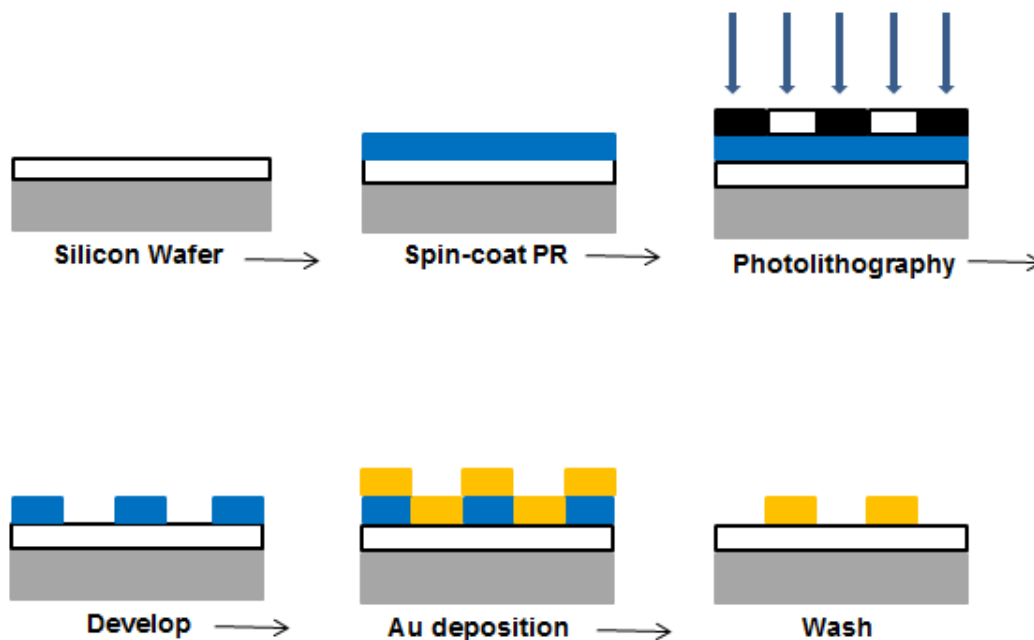 Silicon Wafer
Spin-coat PR
Photolithography
Develop
Au deposition
Wash